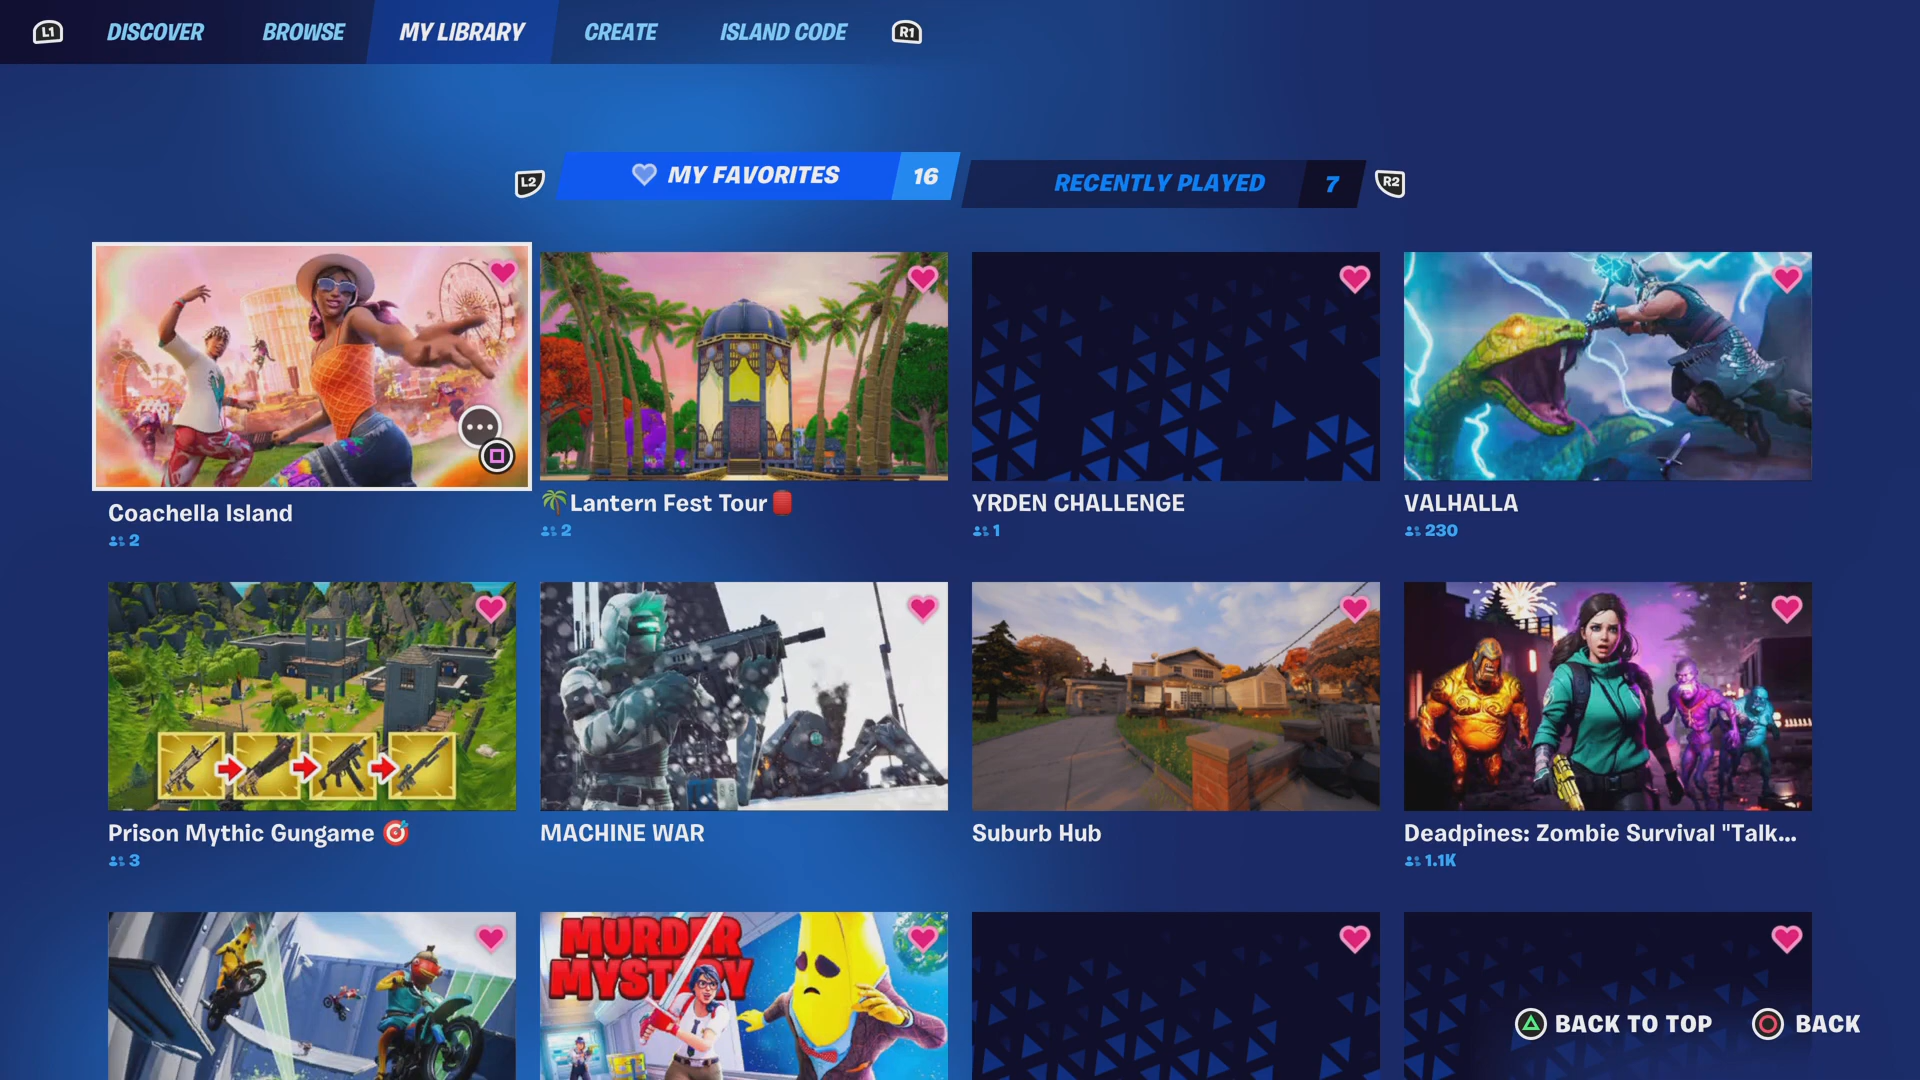 L1 DISCOVER BROWSE MY LIBRARY CREATE ISLAND CODE R1
L2 MY FAVORITES 16 RECENTLY PLAYED 7 R2
Coachella Island
2
Lantern Fest Tour
2
YRDEN CHALLENGE
1
VALHALLA
230
Prison Mythic Gungame
3
MACHINE WAR
Suburb Hub
Deadpines: Zombie Survival "Talk...
1.1K
MURDER
MYSTERY
BACK TO TOP BACK